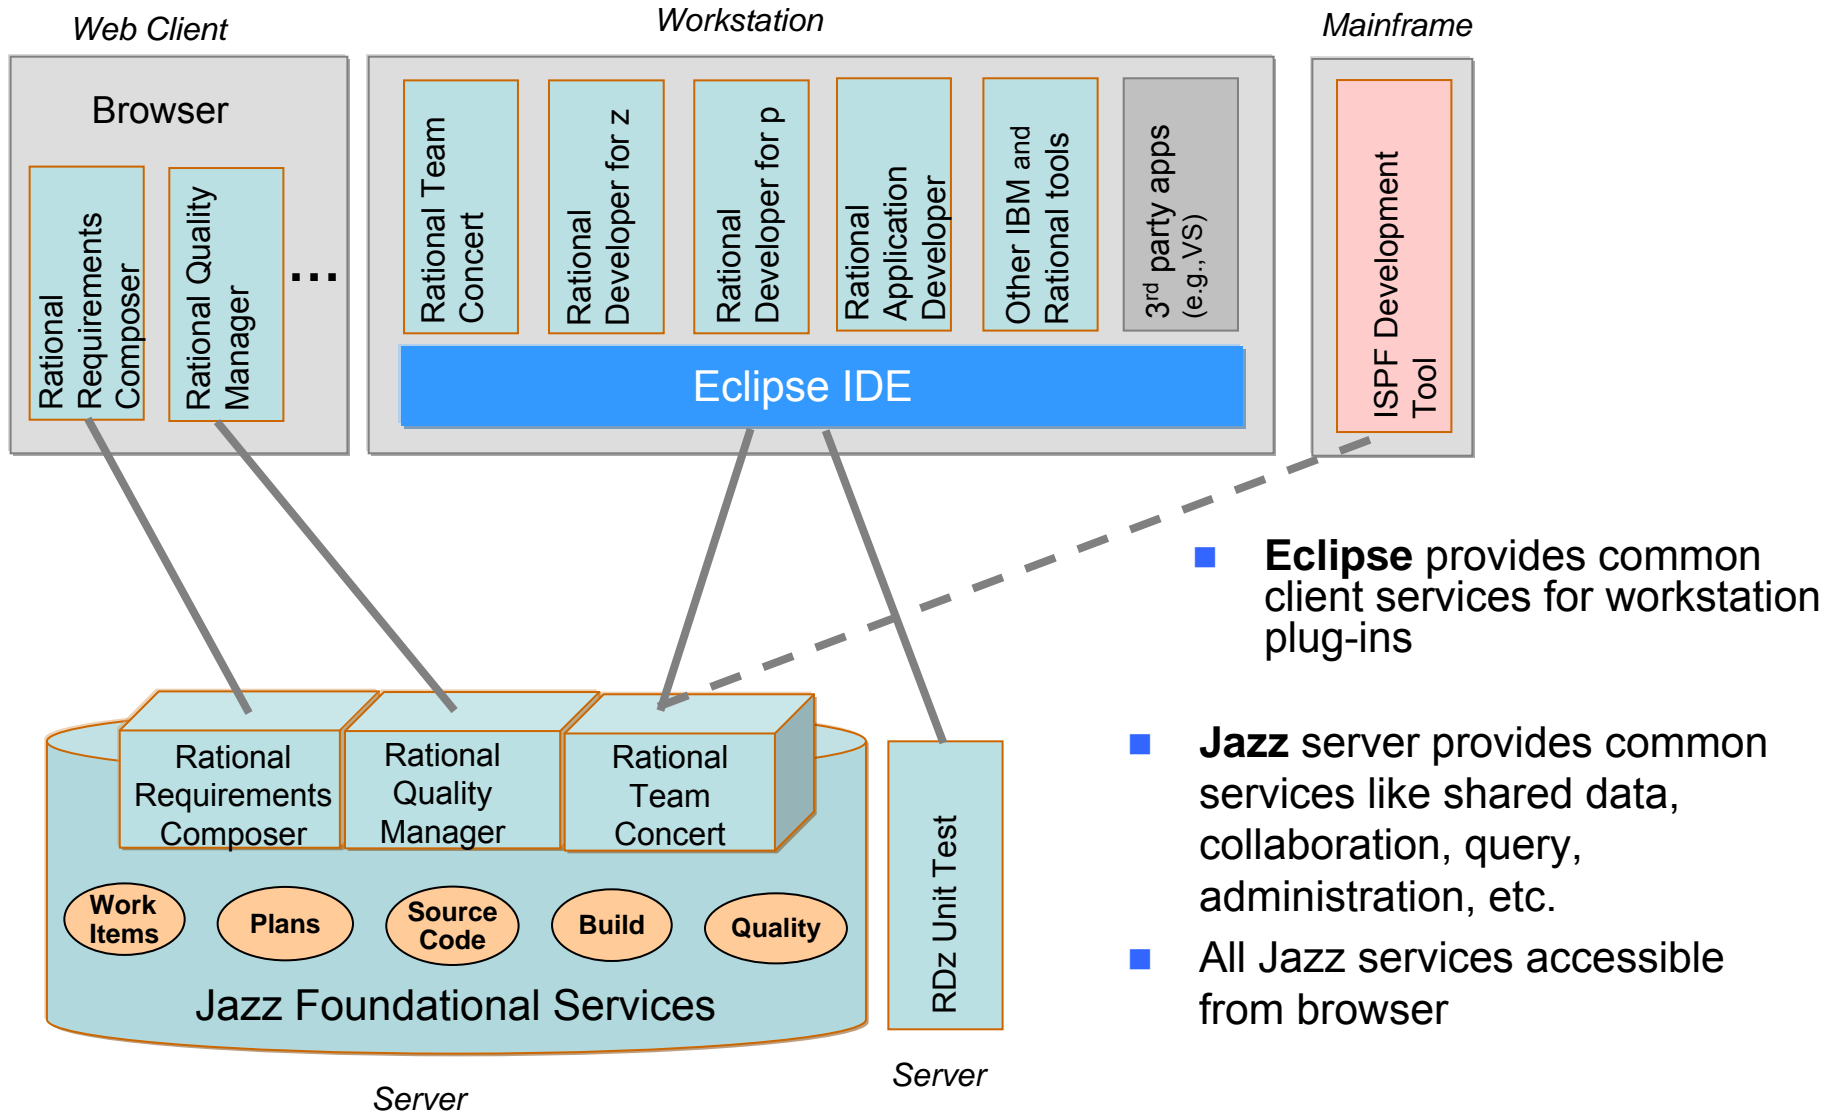 Web Client
Workstation
Mainframe
Browser
Rational
Requirements
Composer
Rational Quality
Manager
...
Rational Team
Concert
Rational
Developer for z
Rational
Developer for p
Rational
Application
Developer
Other IBM and
Rational tools
3rd party apps
(e.g.,VS)
ISPF Development
Tool
Eclipse IDE
Eclipse provides common
client services for workstation
plug-ins
Jazz server provides common
services like shared data,
collaboration, query,
administration, etc.
All Jazz services accessible
from browser
Rational
Requirements
Composer
Rational
Quality
Manager
Rational
Team
Concert
Work
Items
Plans
Source
Code
Build
Quality
Jazz Foundational Services
RDz Unit Test
Server
Server